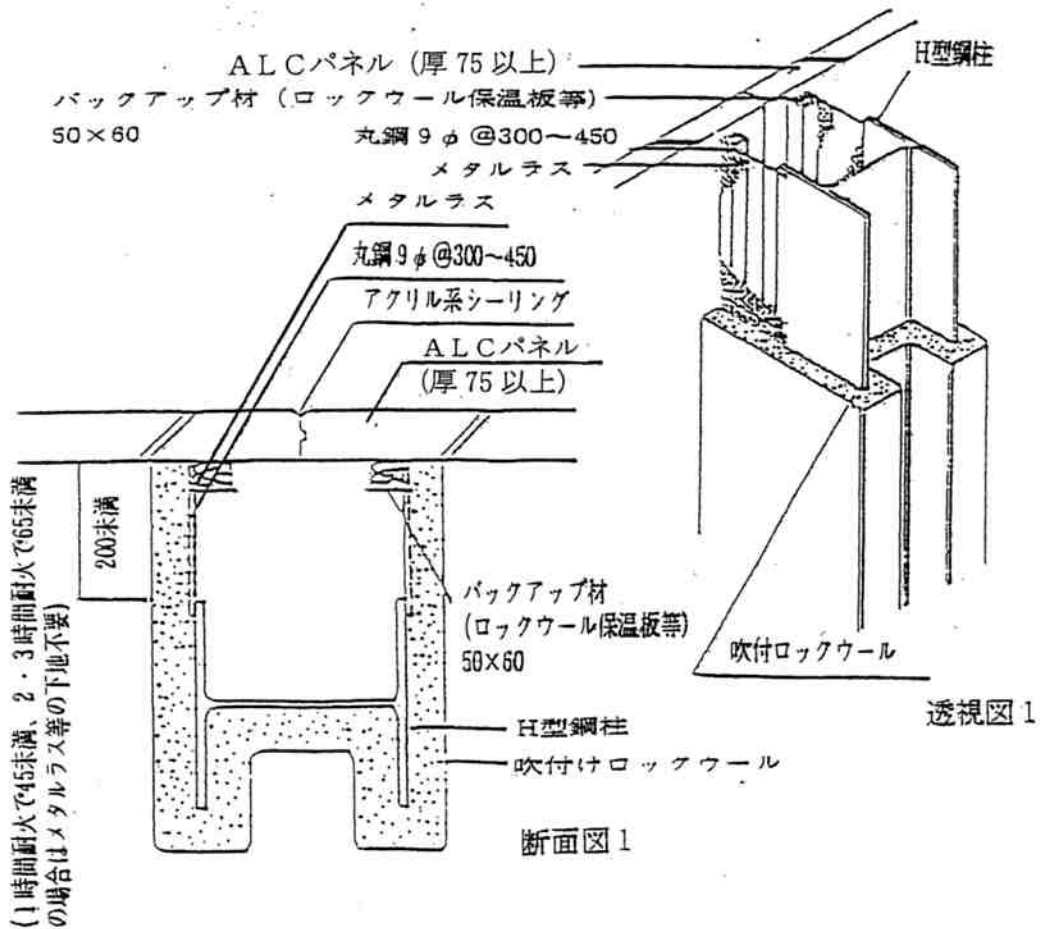 ALCパネル (厚75以上)
H型鋼柱
バックアップ材 (ロックウール保温板等)
50×60
丸鋼9φ@300~450
メタルラス
メタルラス
丸鋼9φ@300~450
アクリル系シーリング
ALCパネル
(厚75以上)
200未満
(1時間耐火で45未満、2・3時間耐火で65未満
の場合はメタルラス等の下地不要)
バックアップ材
(ロックウール保温板等)
50×60
H型鋼柱
吹付けロックウール
断面図1
吹付ロックウール
透視図1